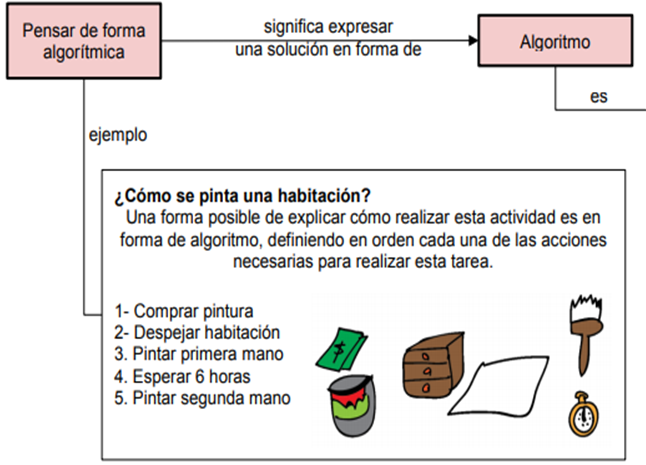 Pensar de forma
algorítmica
significa expresar
una solución en forma de
Algoritmo
es
ejemplo
¿Cómo se pinta una habitación?
Una forma posible de explicar cómo realizar esta actividad es en
forma de algoritmo, definiendo en orden cada una de las acciones
necesarias para realizar esta tarea.
1- Comprar pintura
2- Despejar habitación
3. Pintar primera mano
4. Esperar 6 horas
5. Pintar segunda mano
$